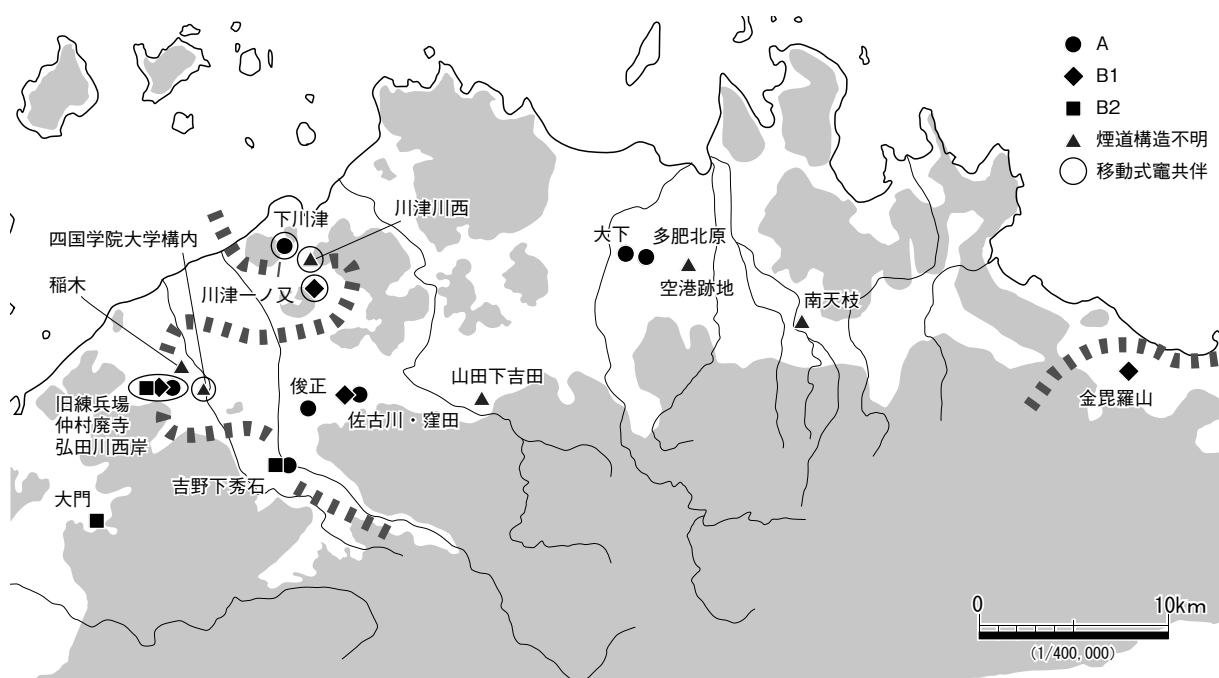 A
B1
B2
煙道構造不明
移動式竈共伴
下川津
川津川西
四国学院大学構内
稲木
川津一ノ又
大下
多肥北原
空港跡地
南天枝
俊正
佐古川・窪田
山田下吉田
金毘羅山
旧練兵場
仲村廃寺
弘田川西岸
吉野下秀石
大門
0
10km
(1/400,000)